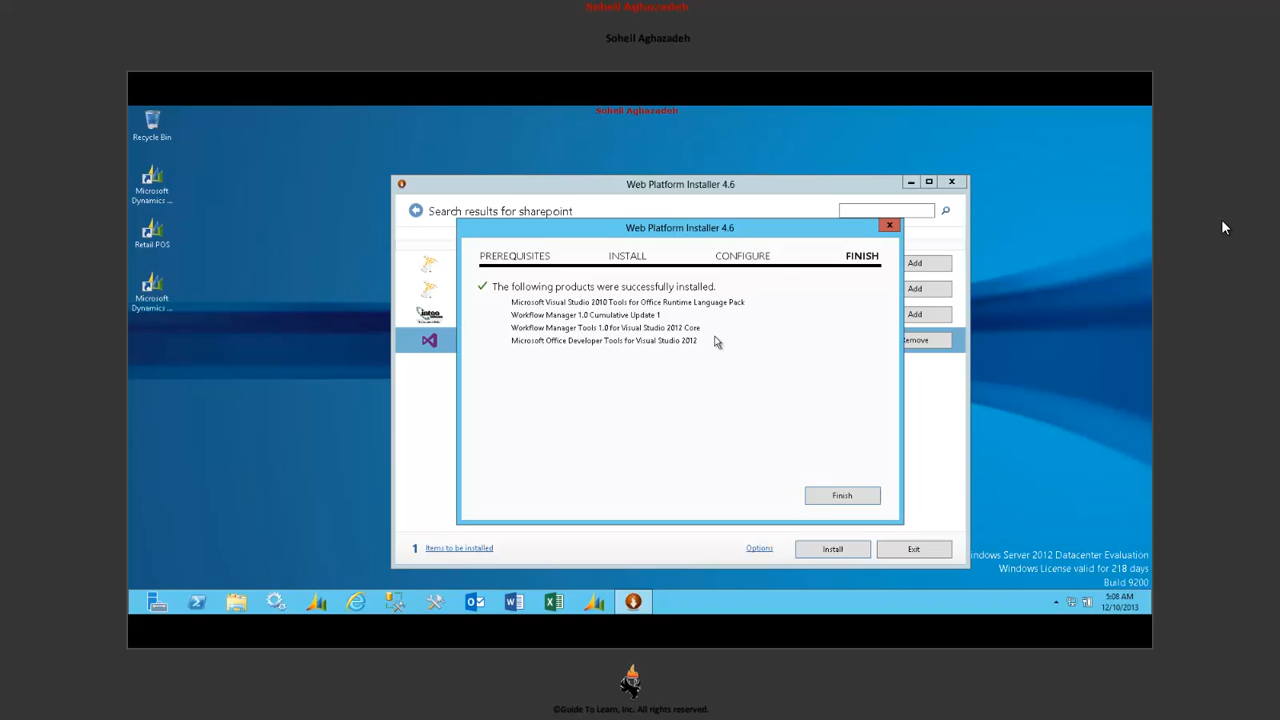 Soheil Aghazadeh
Soheil Aghazadeh
Soheil Aghazadeh
Recycle Bin
Microsoft
Dynamics ...
Retail POS
Microsoft
Dynamics ...
Web Platform Installer 4.6
Search results for sharepoint
Web Platform Installer 4.6
PREREQUISITES INSTALL CONFIGURE FINISH
The following products were successfully installed.
Microsoft Visual Studio 2010 Tools for Office Runtime Language Pack
Workflow Manager 1.0 Cumulative Update 1
Workflow Manager Tools 1.0 for Visual Studio 2012 Core
Microsoft Office Developer Tools for Visual Studio 2012
Add
Add
Add
emove
Finish
1 Items to be installed Options Install Exit
indows Server 2012 Datacenter Evaluation
Windows License valid for 218 days
Build 9200
5:08 AM
12/10/2013
©Guide To Learn, Inc. All rights reserved.